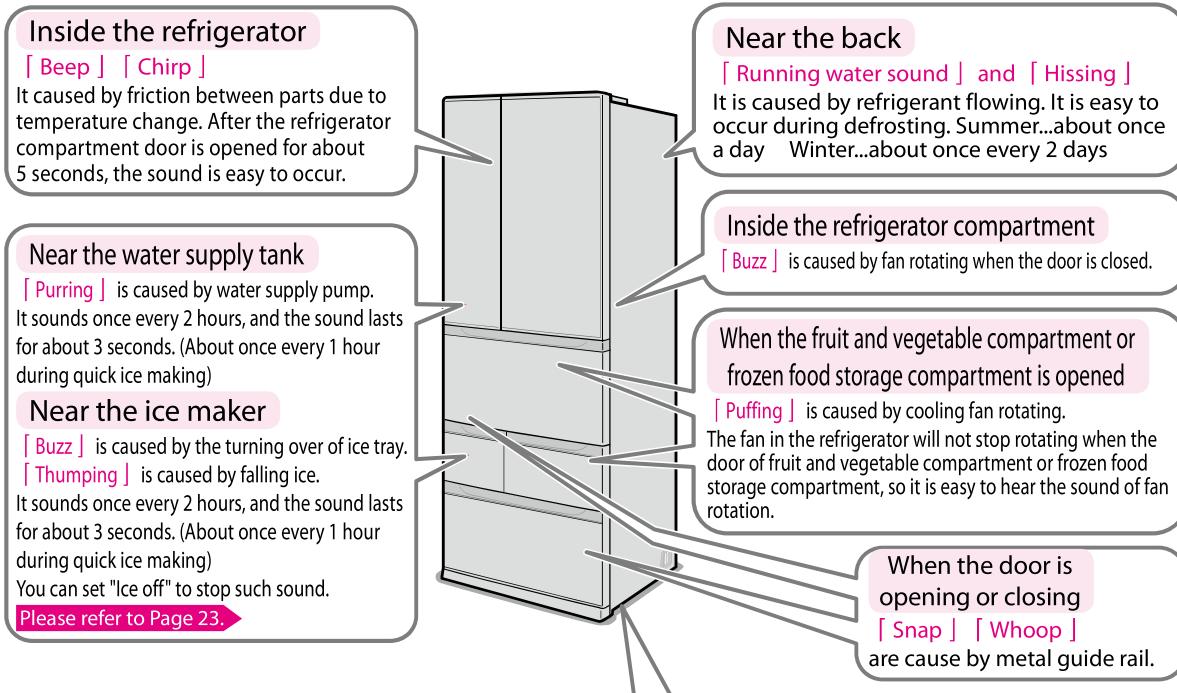 Inside the refrigerator
｢ Beep ｣ ｢ Chirp ｣
It caused by friction between parts due to
temperature change. After the refrigerator
compartment door is opened for about
5 seconds, the sound is easy to occur.
Near the water supply tank
｢ Purring ｣ is caused by water supply pump.
It sounds once every 2 hours, and the sound lasts
for about 3 seconds. (About once every 1 hour
during quick ice making)
Near the ice maker
｢ Buzz ｣ is caused by the turning over of ice tray.
｢ Thumping ｣ is caused by falling ice.
It sounds once every 2 hours, and the sound lasts
for about 3 seconds. (About once every 1 hour
during quick ice making)
You can set "Ice off" to stop such sound.
Please refer to Page 23.
Near the back
｢ Running water sound ｣ and ｢ Hissing ｣
It is caused by refrigerant flowing. It is easy to
occur during defrosting. Summer...about once
a day Winter...about once every 2 days
Inside the refrigerator compartment
｢ Buzz ｣ is caused by fan rotating when the door is closed.
When the fruit and vegetable compartment or
frozen food storage compartment is opened
｢ Puffing ｣ is caused by cooling fan rotating.
The fan in the refrigerator will not stop rotating when the
door of fruit and vegetable compartment or frozen food
storage compartment, so it is easy to hear the sound of fan
rotation.
When the door is
opening or closing
｢ Snap ｣ ｢ Whoop ｣
are cause by metal guide rail.